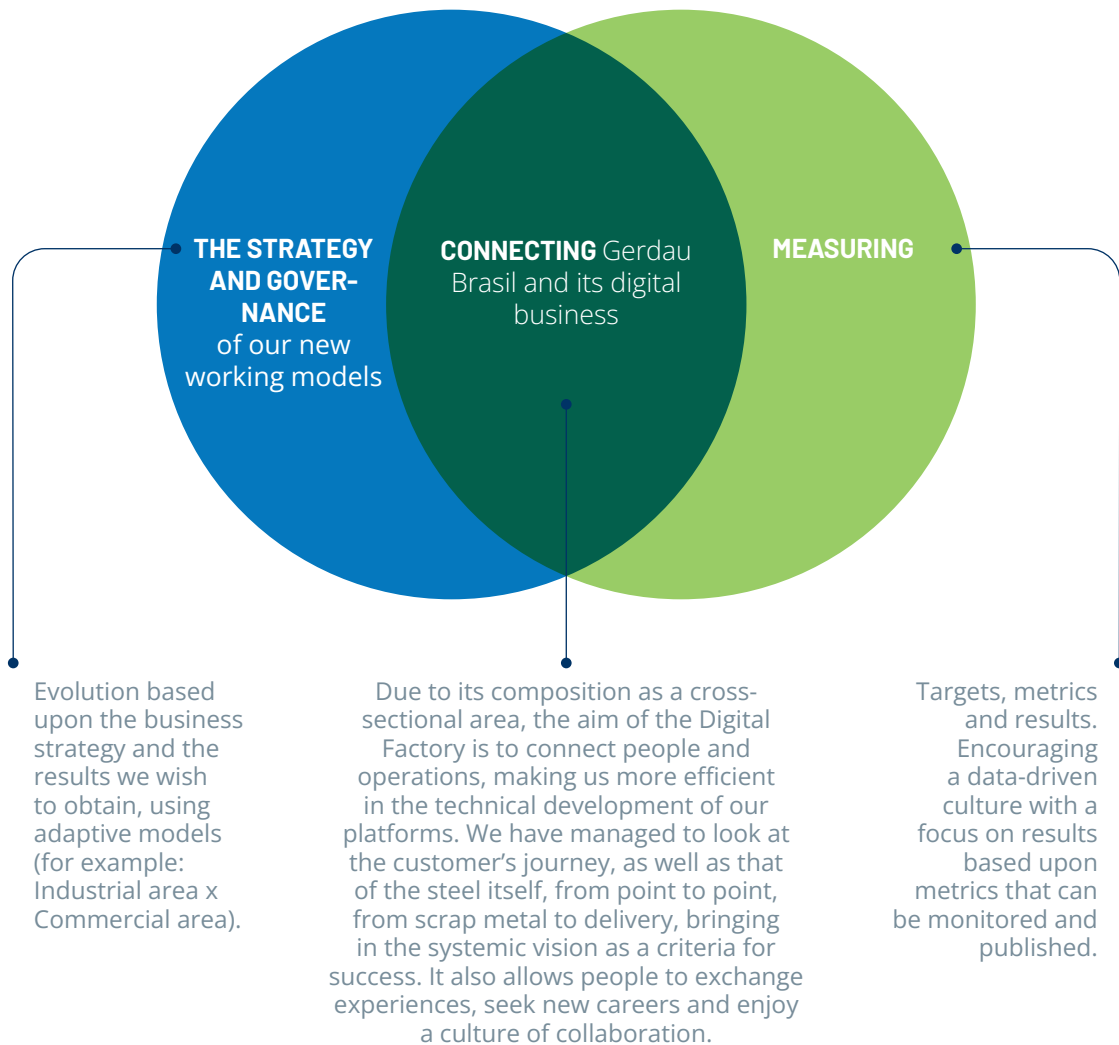 THE STRATEGY
AND GOVER-
NANCE
of our new
working models
CONNECTING Gerdau
Brasil and its digital
business
MEASURING
Evolution based
upon the business
strategy and the
results we wish
to obtain, using
adaptive models
(for example:
Industrial area x
Commercial area).
Due to its composition as a cross-
sectional area, the aim of the Digital
Factory is to connect people and
operations, making us more efficient
in the technical development of our
platforms. We have managed to look at
the customer’s journey, as well as that
of the steel itself, from point to point,
from scrap metal to delivery, bringing
in the systemic vision as a criteria for
success. It also allows people to exchange
experiences, seek new careers and enjoy
a culture of collaboration.
Targets, metrics
and results.
Encouraging
a data-driven
culture with a
focus on results
based upon
metrics that can
be monitored and
published.